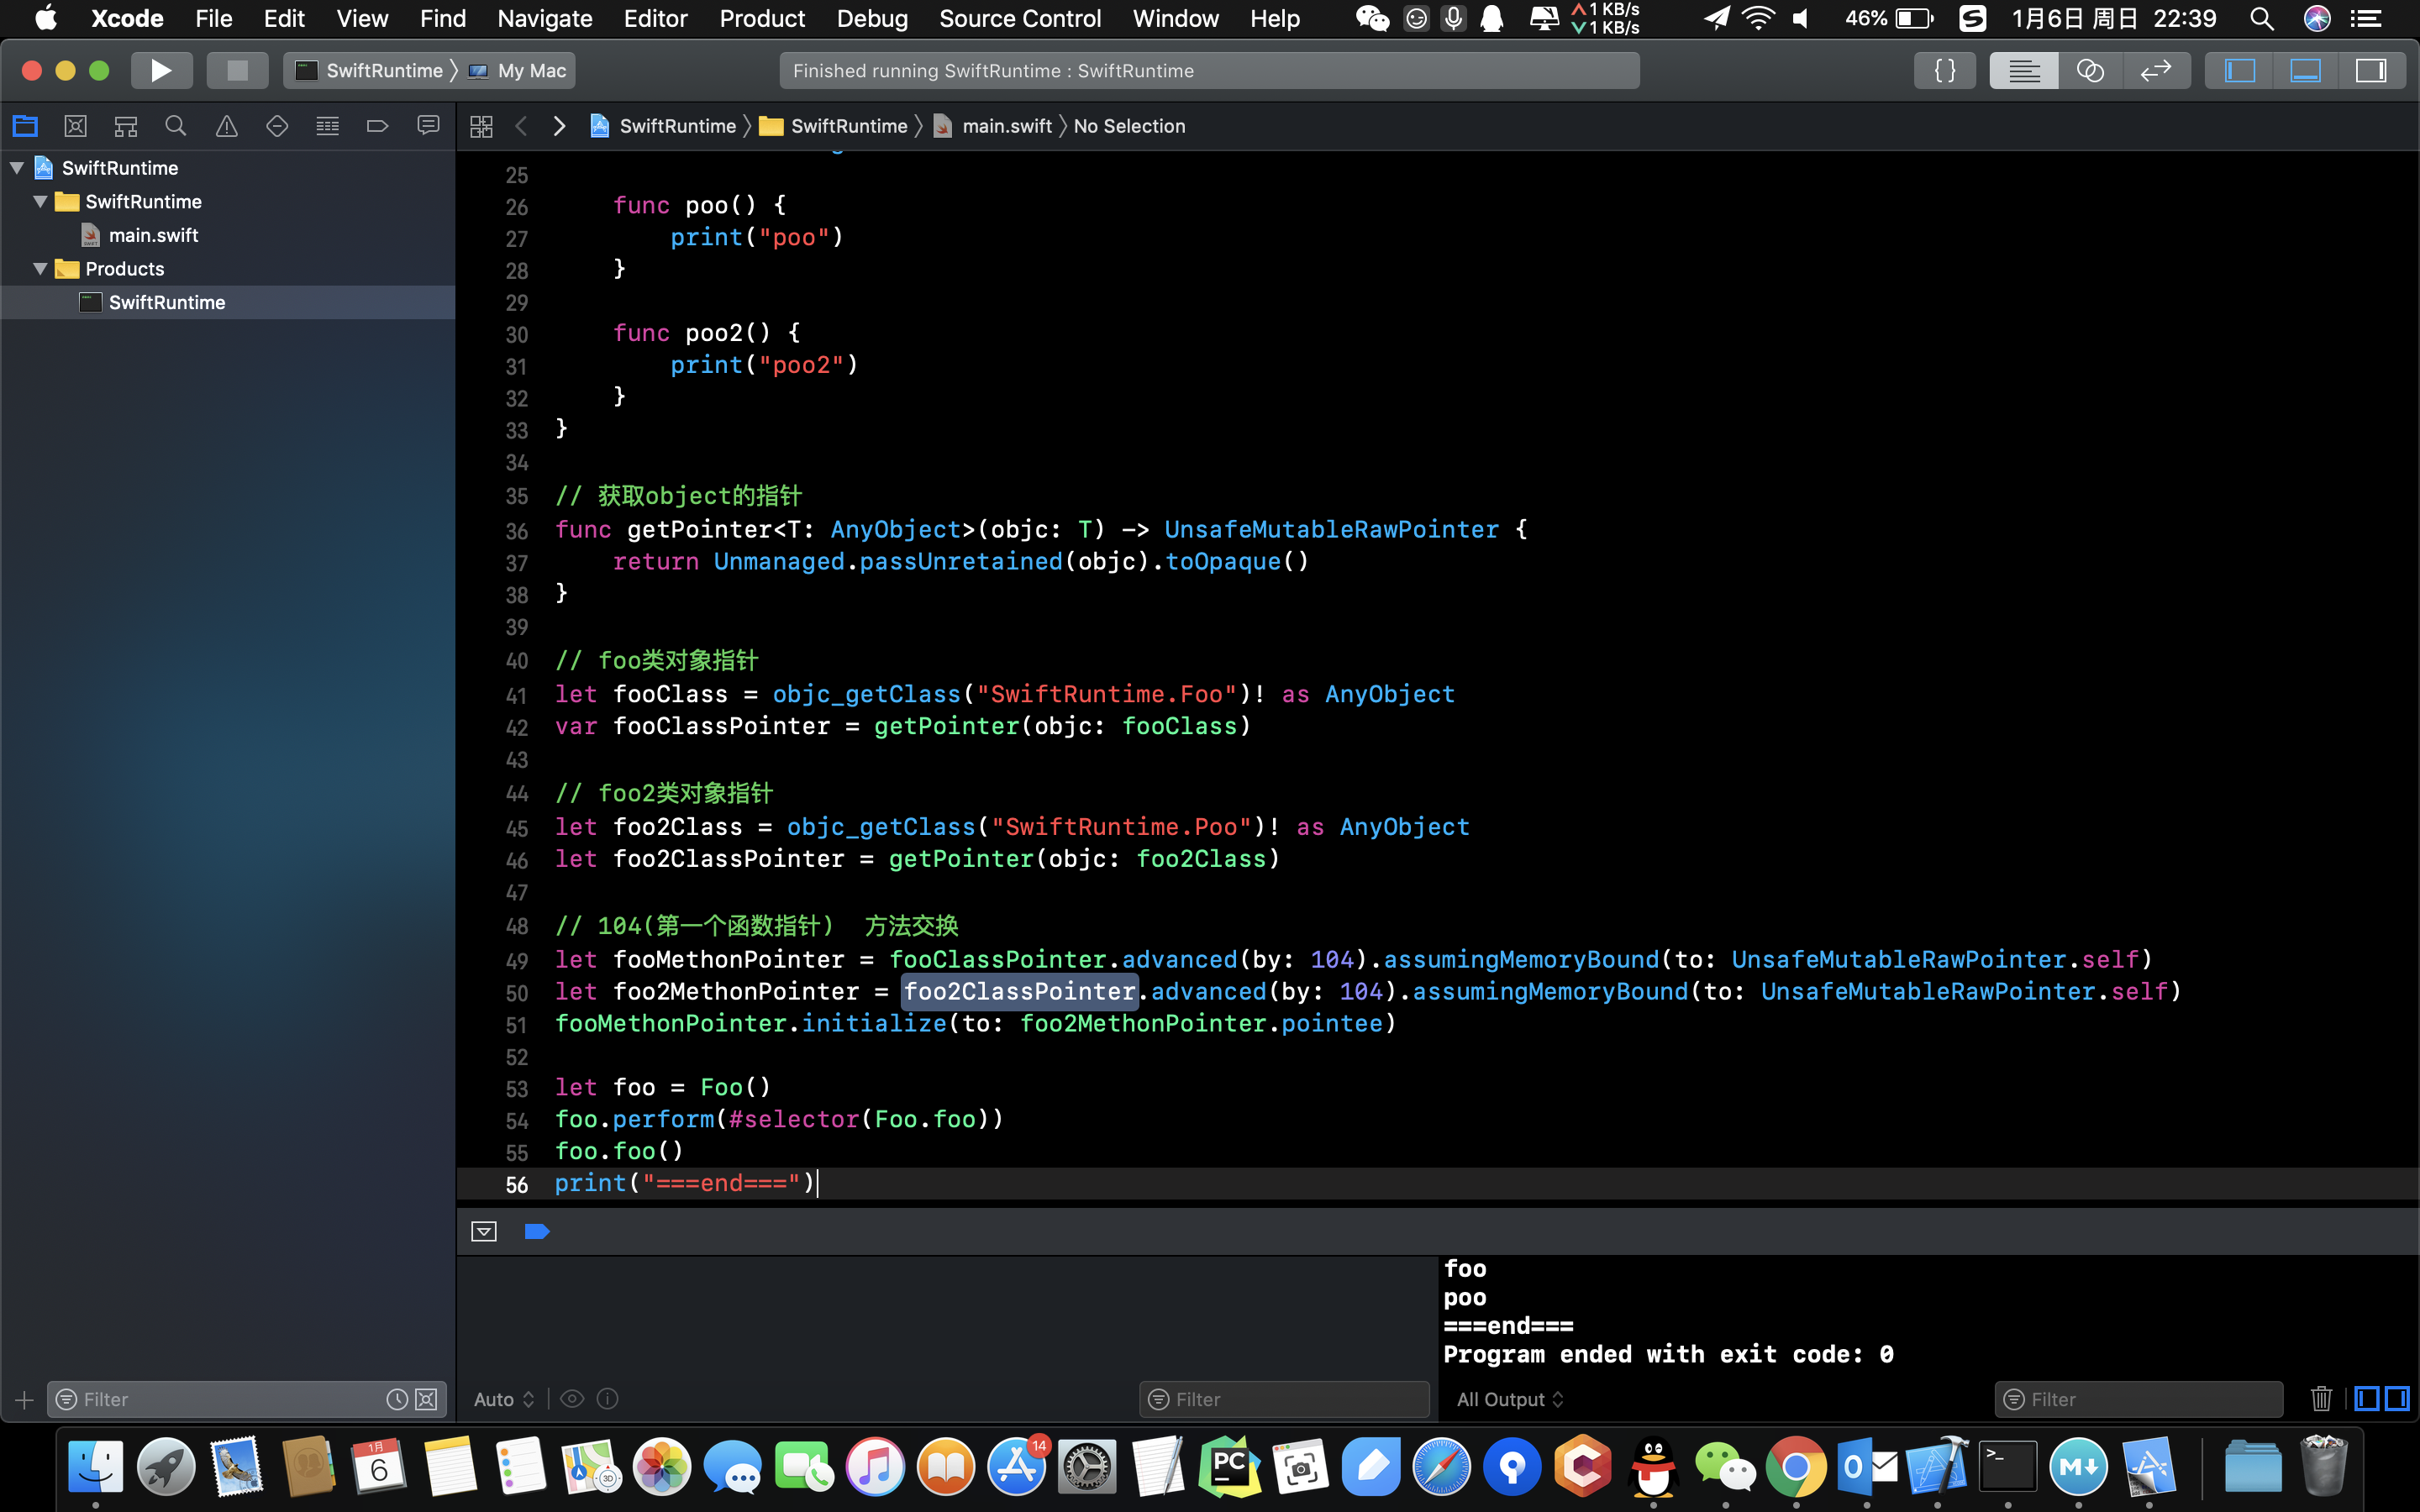 Xcode File Edit View Find Navigate Editor Product Debug Source Control Window Help 1 KB/s 1 KB/s 46% 1月6日 周日 22:39
SwiftRuntime My Mac Finished running SwiftRuntime : SwiftRuntime {}
SwiftRuntime SwiftRuntime main.swift No Selection
SwiftRuntime
SwiftRuntime
main.swift
Products
SwiftRuntime
25
26 func poo() {
27 print("poo")
28 }
29
30 func poo2() {
31 print("poo2")
32 }
33 }
34
35 // 获取object的指针
36 func getPointer<T: AnyObject>(objc: T) -> UnsafeMutableRawPointer {
37 return Unmanaged.passUnretained(objc).toOpaque()
38 }
39
40 // foo类对象指针
41 let fooClass = objc_getClass("SwiftRuntime.Foo")! as AnyObject
42 var fooClassPointer = getPointer(objc: fooClass)
43
44 // foo2类对象指针
45 let foo2Class = objc_getClass("SwiftRuntime.Poo")! as AnyObject
46 let foo2ClassPointer = getPointer(objc: foo2Class)
47
48 // 104(第一个函数指针) 方法交换
49 let fooMethonPointer = fooClassPointer.advanced(by: 104).assumingMemoryBound(to: UnsafeMutableRawPointer.self)
50 let foo2MethonPointer = foo2ClassPointer.advanced(by: 104).assumingMemoryBound(to: UnsafeMutableRawPointer.self)
51 fooMethonPointer.initialize(to: foo2MethonPointer.pointee)
52
53 let foo = Foo()
54 foo.perform(#selector(Foo.foo))
55 foo.foo()
56 print("===end===")
foo
poo
===end===
Program ended with exit code: 0
Filter Auto Filter All Output Filter
1月 6 3D 14 PC >_ M↓